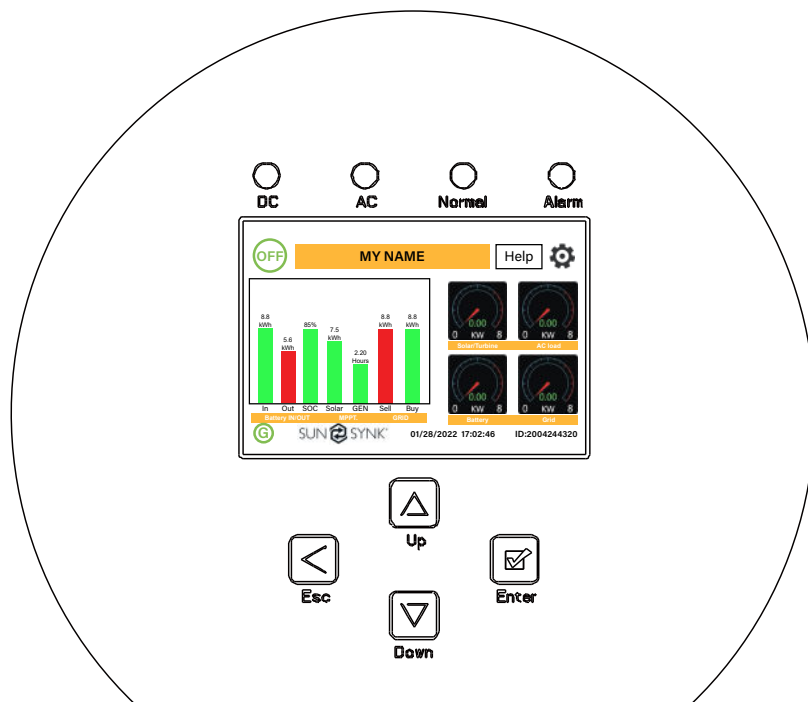 DC AC Normal Alarm
OFF MY NAME Help
8.8 kWh
5.6 kWh
85%
7.5 kWh
2.20 Hours
8.8 kWh
8.8 kWh
In Out SOC Solar GEN Sell Buy
Battery IN/OUT MPPT. GRID
0.00
0 KW 8
0.00
0 KW 8
Solar/Turbine AC load
0.00
0 KW 8
0.00
0 KW 8
Battery Grid
G SUN SYNK 01/28/2022 17:02:46 ID:2004244320
Up
Esc
Enter
Down